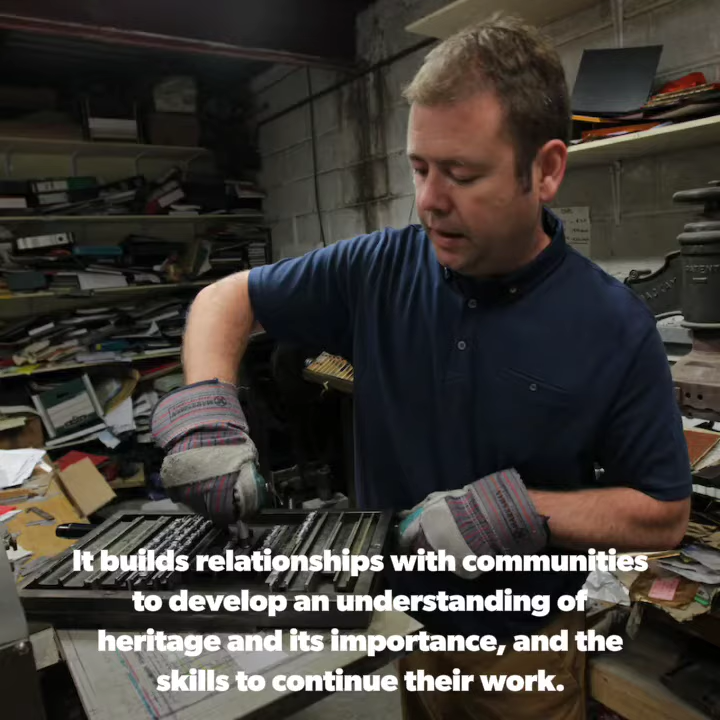 PATENT
It builds relationships with communities
to develop an understanding of
heritage and its importance, and the
skills to continue their work.